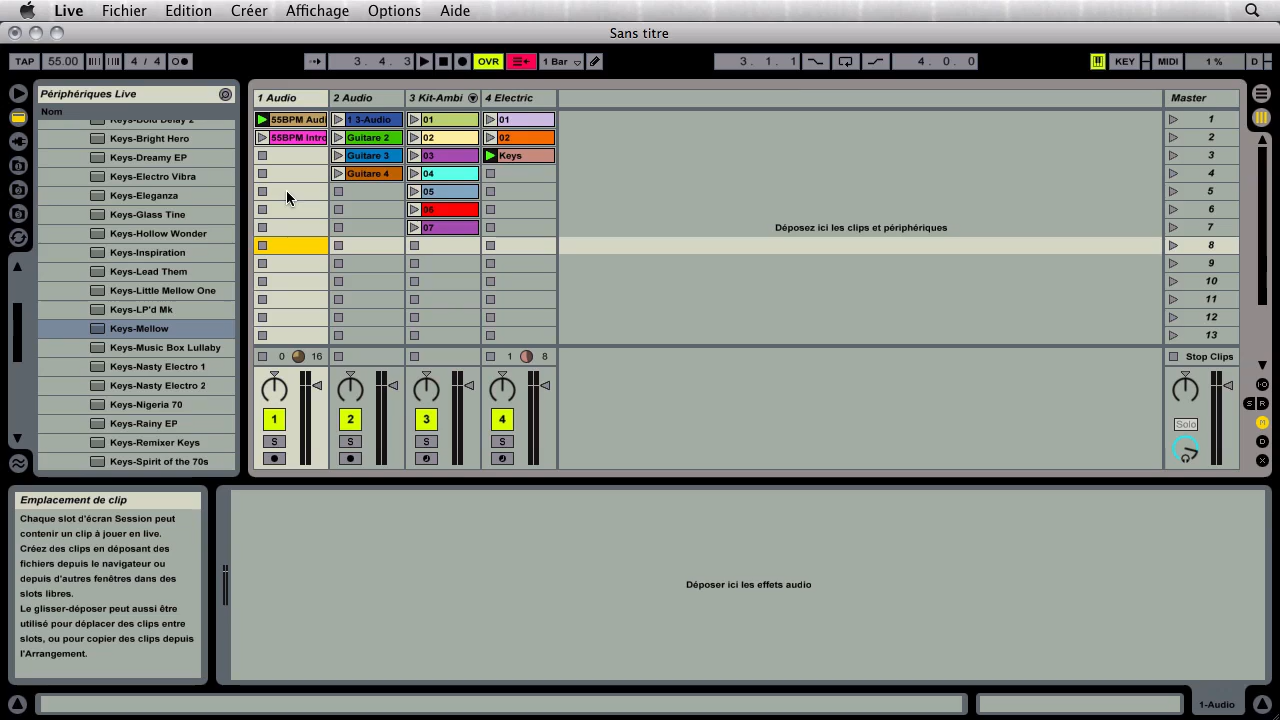 Live Fichier Edition Créer Affichage Options Aide
Sans titre
TAP 55.00 4 / 4 3. 4. 3 OVR 1 Bar 3. 1. 1 4. 0. 0 KEY MIDI 1 % D
Périphériques Live
Nom
Keys-Bold Delay 2
Keys-Bright Hero
Keys-Dreamy EP
Keys-Electro Vibra
Keys-Eleganza
Keys-Glass Tine
Keys-Hollow Wonder
Keys-Inspiration
Keys-Lead Them
Keys-Little Mellow One
Keys-LP'd Mk
Keys-Mellow
Keys-Music Box Lullaby
Keys-Nasty Electro 1
Keys-Nasty Electro 2
Keys-Nigeria 70
Keys-Rainy EP
Keys-Remixer Keys
Keys-Spirit of the 70s
1 Audio 2 Audio 3 Kit-Ambi 4 Electric Master
55BPM Aud 1 3-Audio 01 01 1
55BPM Intro Guitare 2 02 02 2
Guitare 3 03 Keys 3
Guitare 4 04 4
05 5
06 6
07 7
Déposez ici les clips et périphériques
8
9
10
11
12
13
0 16 1 8 Stop Clips
1 2 3 4 Solo
S S S S
I-O
S R
M
D
X
Emplacement de clip
Chaque slot d'écran Session peut
contenir un clip à jouer en live.
Créez des clips en déposant des
fichiers depuis le navigateur ou
depuis d'autres fenêtres dans des
slots libres.
Le glisser-déposer peut aussi être
utilisé pour déplacer des clips entre
slots, ou pour copier des clips depuis
l'Arrangement.
Déposer ici les effets audio
1-Audio